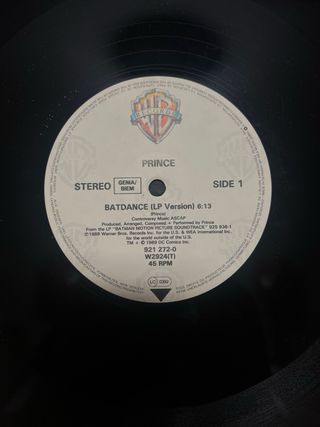 RECORDS
PRINCE
STEREO GEMA/BIEM SIDE 1
BATDANCE (LP Version) 6:13
(Prince)
Controversy Music ASCAP
Produced, Arranged, Composed + Performed by Prince
From the LP "BATMAN MOTION PICTURE SOUNDTRACK" 925 936-1
℗ 1989 Warner Bros. Records Inc. for the U.S. & WEA International Inc.
for the world outside of the U.S.
TM + © 1989 DC Comics Inc.
921 272-0
W2924(T)
45 RPM
LC 0392